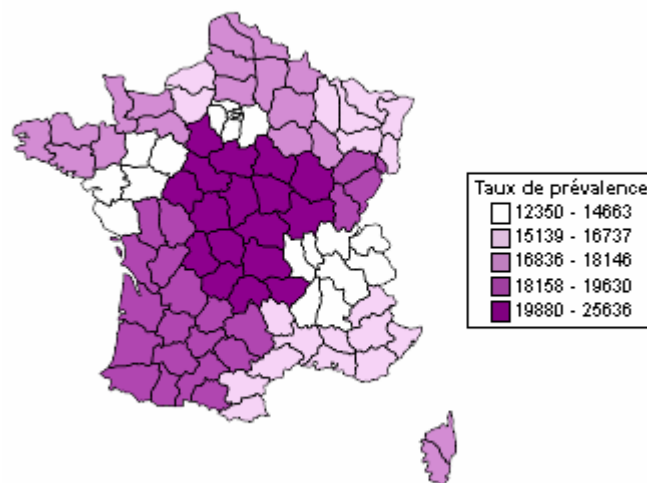 Taux de prévalence
12350 - 14663
15139 - 16737
16836 - 18146
18158 - 19630
19880 - 25636